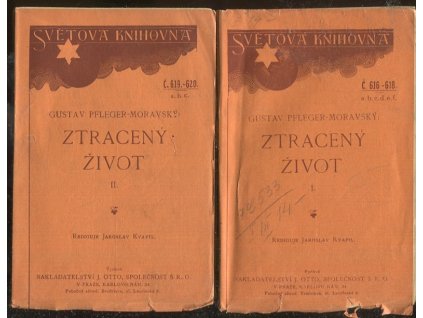 SVĚTOVÁ KNIHOVNA
Č. 619.-620.
a. b. c.
GUSTAV PFLEGER-MORAVSKÝ:
ZTRACENÝ
ŽIVOT
II.
REDIGUJE JAROSLAV KVAPIL
NAKLADATELSTVÍ J. OTTO, SPOLEČNOST S R. O.
V PRAZE, KARLOVO NÁM. 34.
SVĚTOVÁ KNIHOVNA
Č. 616-618.
a. b. c. d. e. f.
GUSTAV PFLEGER-MORAVSKÝ:
ZTRACENÝ
ŽIVOT
I.
REDIGUJE JAROSLAV KVAPIL
NAKLADATELSTVÍ J. OTTO, SPOLEČNOST S R. O.
V PRAZE, KARLOVO NÁM. 34.